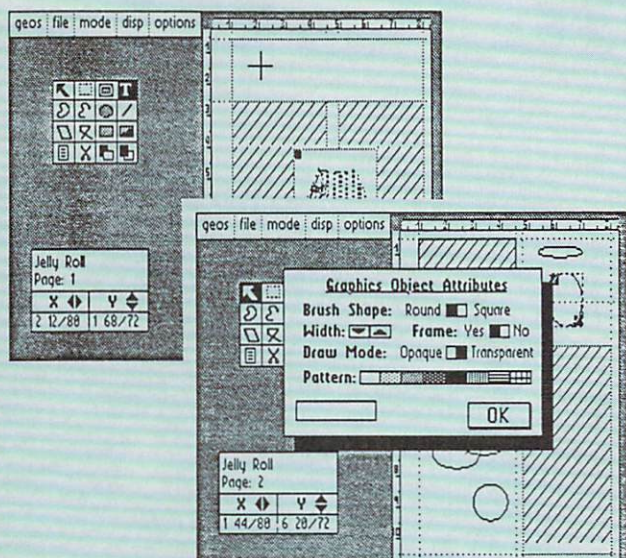 geos file mode disp options
T
Jelly Roll
Page: 1
X Y
2 12/80 1 68/72
geos file mode disp options
Graphics Object Attributes
Brush Shape: Round Square
Width: Frame: Yes No
Draw Mode: Opaque Transparent
Pattern:
OK
Jelly Roll
Page: 2
X Y
1 44/80 6 20/72